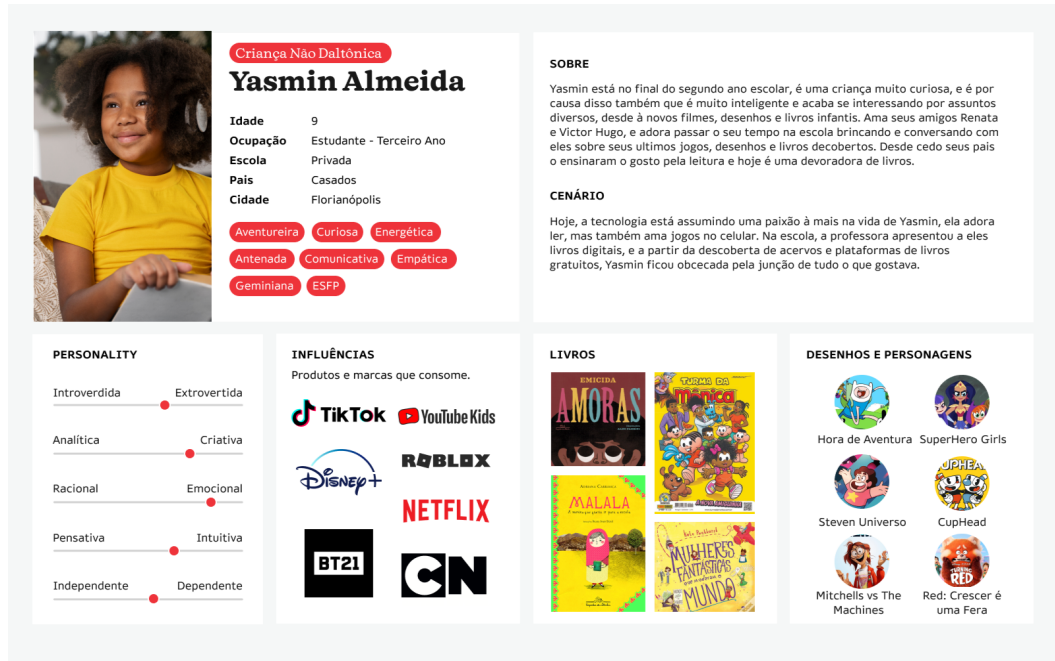 Criança Não Daltônica
Yasmin Almeida
Idade 9
Ocupação Estudante - Terceiro Ano
Escola Privada
Pais Casados
Cidade Florianópolis
Aventureira Curiosa Energética
Antenada Comunicativa Empática
Geminiana ESFP
SOBRE
Yasmin está no final do segundo ano escolar, é uma criança muito curiosa, e é por
causa disso também que é muito inteligente e acaba se interessando por assuntos
diversos, desde à novos filmes, desenhos e livros infantis. Ama seus amigos Renata
e Victor Hugo, e adora passar o seu tempo na escola brincando e conversando com
eles sobre seus ultimos jogos, desenhos e livros decobertos. Desde cedo seus pais
o ensinaram o gosto pela leitura e hoje é uma devoradora de livros.
CENÁRIO
Hoje, a tecnologia está assumindo uma paixão à mais na vida de Yasmin, ela adora
ler, mas também ama jogos no celular. Na escola, a professora apresentou a eles
livros digitais, e a partir da descoberta de acervos e plataformas de livros
gratuitos, Yasmin ficou obcecada pela junção de tudo o que gostava.
PERSONALITY
Introverdida Extrovertida
Analítica Criativa
Racional Emocional
Pensativa Intuitiva
Independente Dependente
INFLUÊNCIAS
Produtos e marcas que consome.
TikTok YouTube Kids
Disney+
ROBLOX
NETFLIX
BT21
CN
LIVROS
EMICIDA
AMORAS
TURMA DA
Mônica
MALALA
MULHERES
FANTÁSTICAS
MUNDO
DESENHOS E PERSONAGENS
Hora de Aventura SuperHero Girls
UPHEA
Steven Universo CupHead
TURNING
RED
Mitchells vs The
Machines
Red: Crescer é
uma Fera